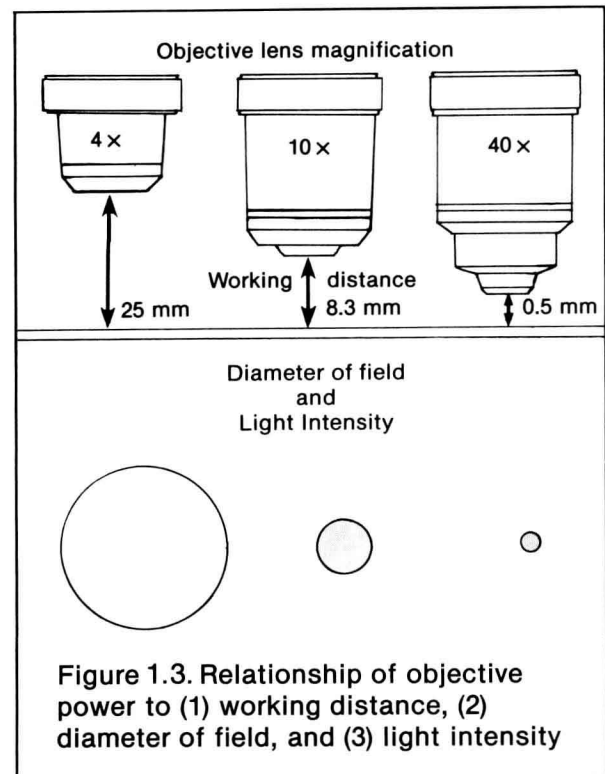 Objective lens magnification
4 ×
10 ×
40 ×
Working distance
25 mm
8.3 mm
0.5 mm
Diameter of field
and
Light Intensity
Figure 1.3. Relationship of objective
power to (1) working distance, (2)
diameter of field, and (3) light intensity